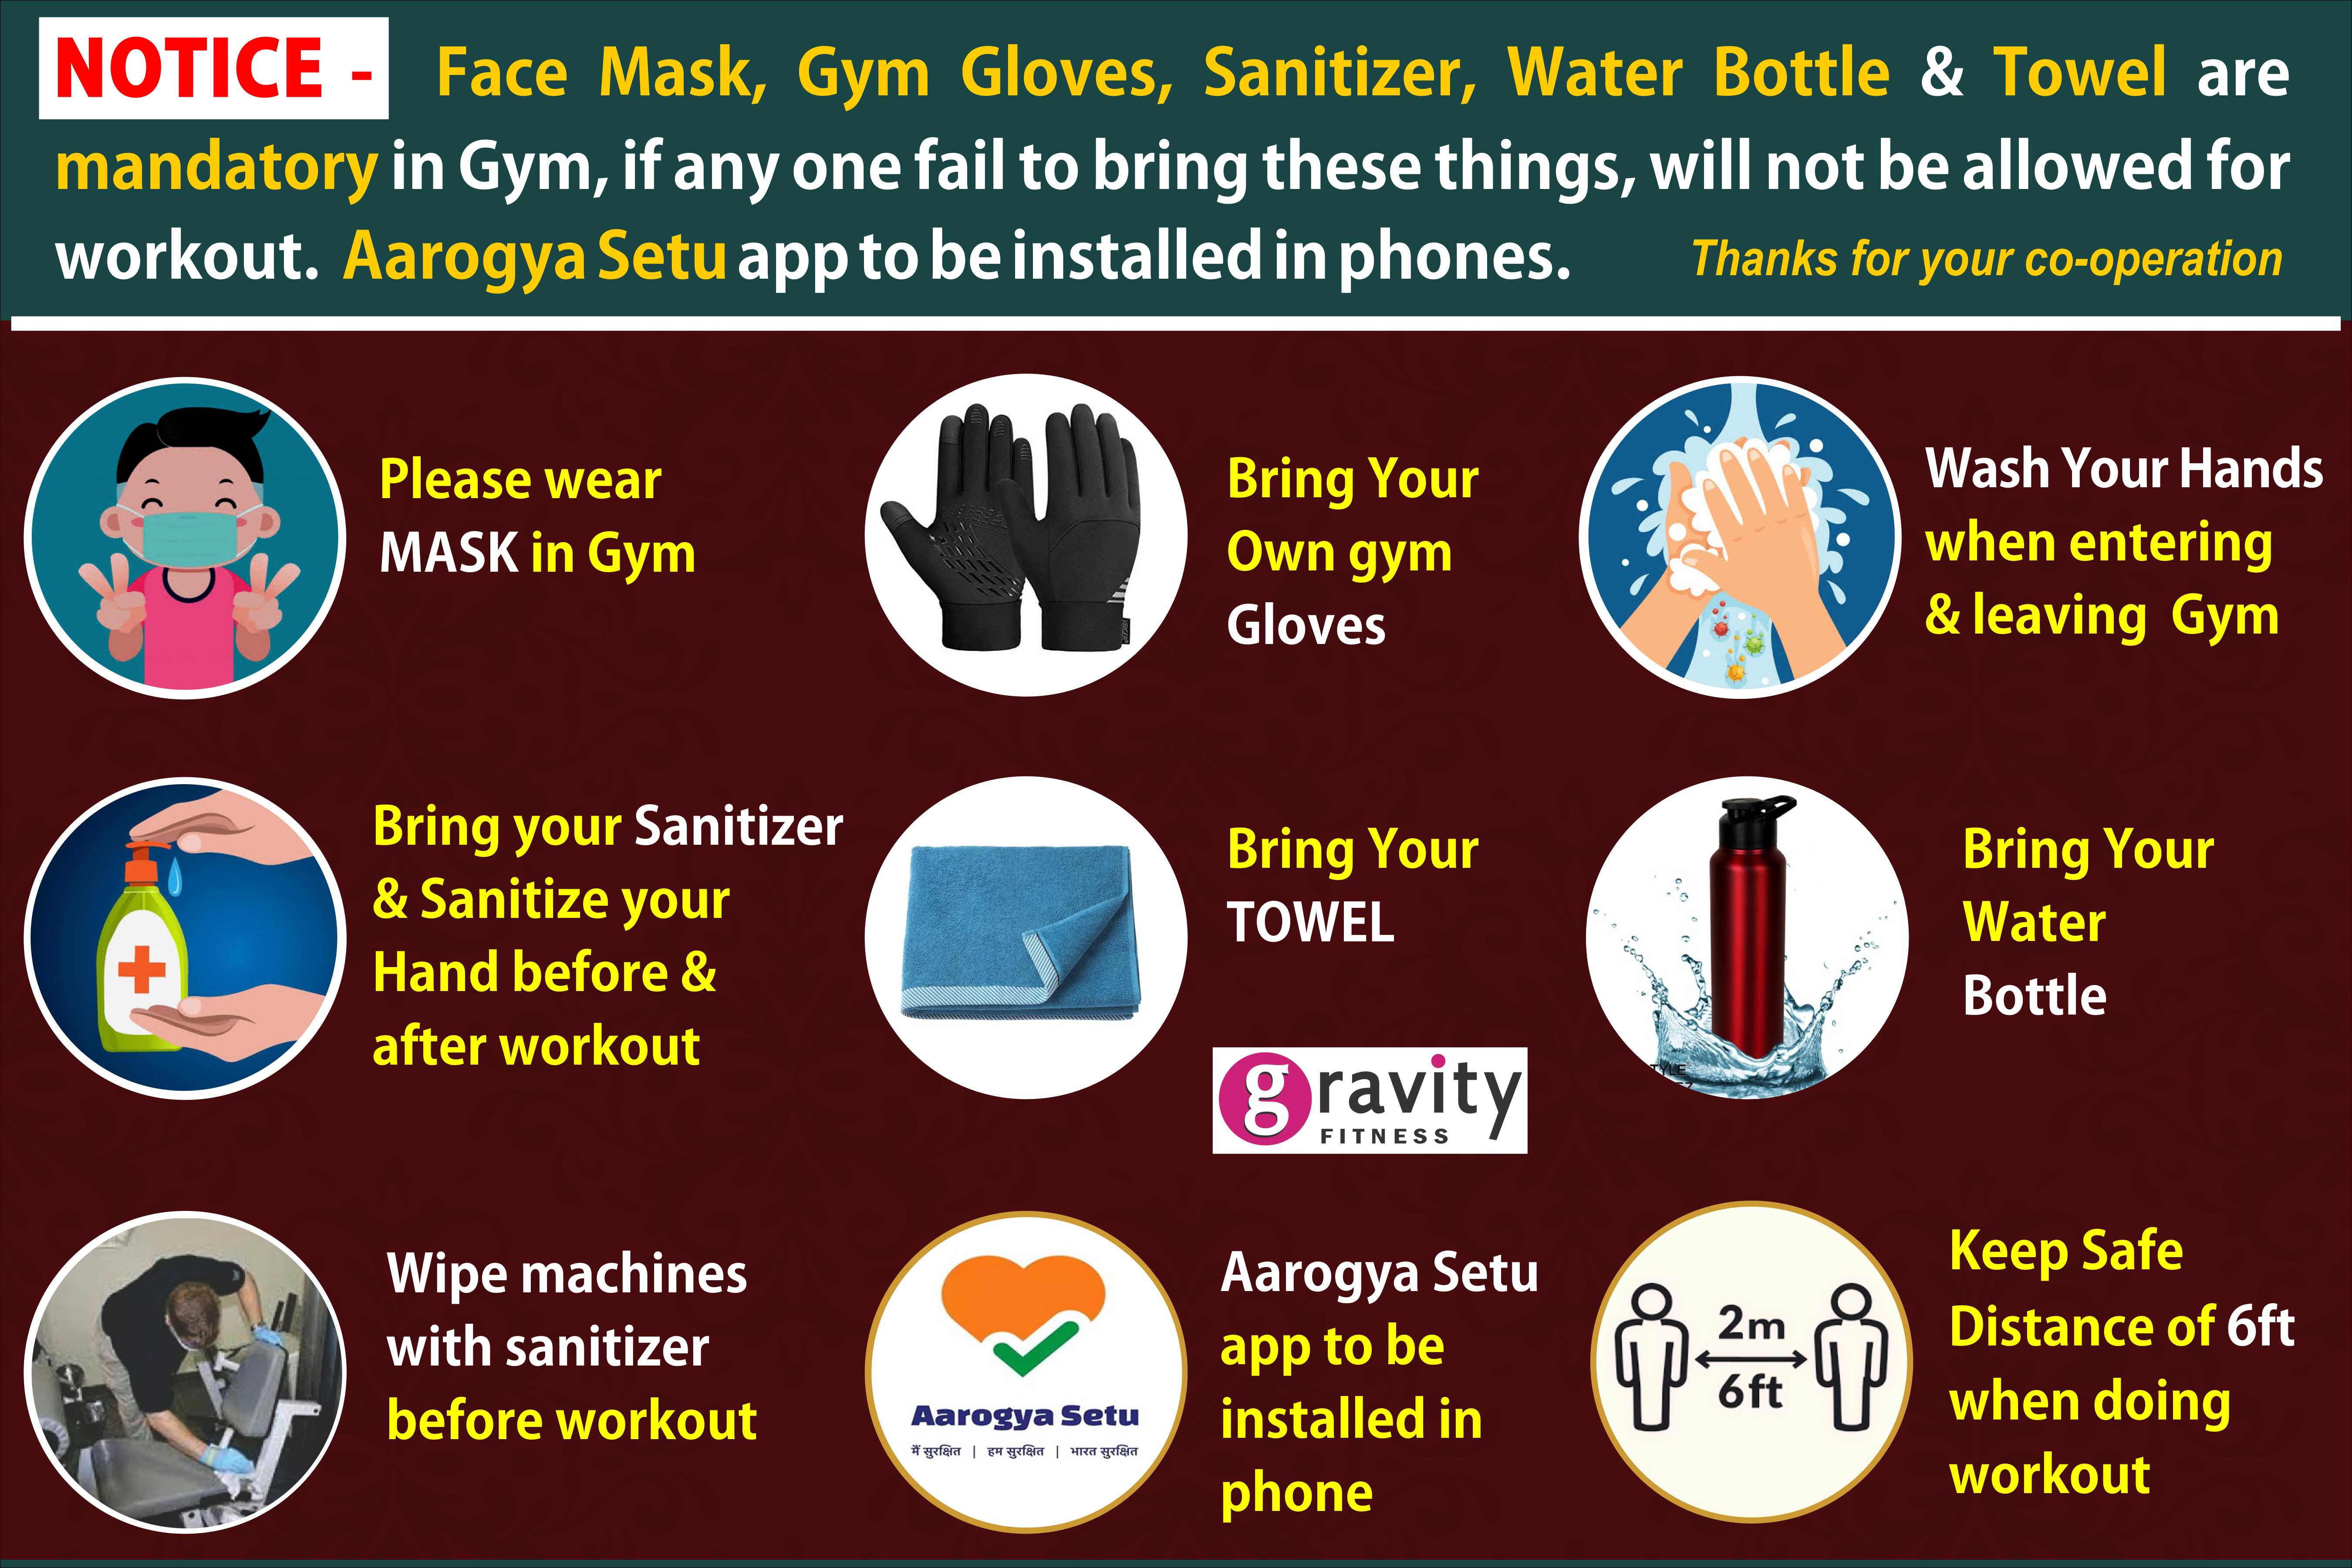 NOTICE - Face Mask, Gym Gloves, Sanitizer, Water Bottle & Towel are
mandatory in Gym, if any one fail to bring these things, will not be allowed for
workout. Aarogya Setu app to be installed in phones. Thanks for your co-operation
Please wear
MASK in Gym
Bring Your
Own gym
Gloves
Wash Your Hands
when entering
& leaving Gym
Bring your Sanitizer
& Sanitize your
Hand before &
after workout
Bring Your
TOWEL
gravity
FITNESS
Bring Your
Water
Bottle
Wipe machines
with sanitizer
before workout
Aarogya Setu
मैं सुरक्षित | हम सुरक्षित | भारत सुरक्षित
Aarogya Setu
app to be
installed in
phone
2m
6ft
Keep Safe
Distance of 6ft
when doing
workout